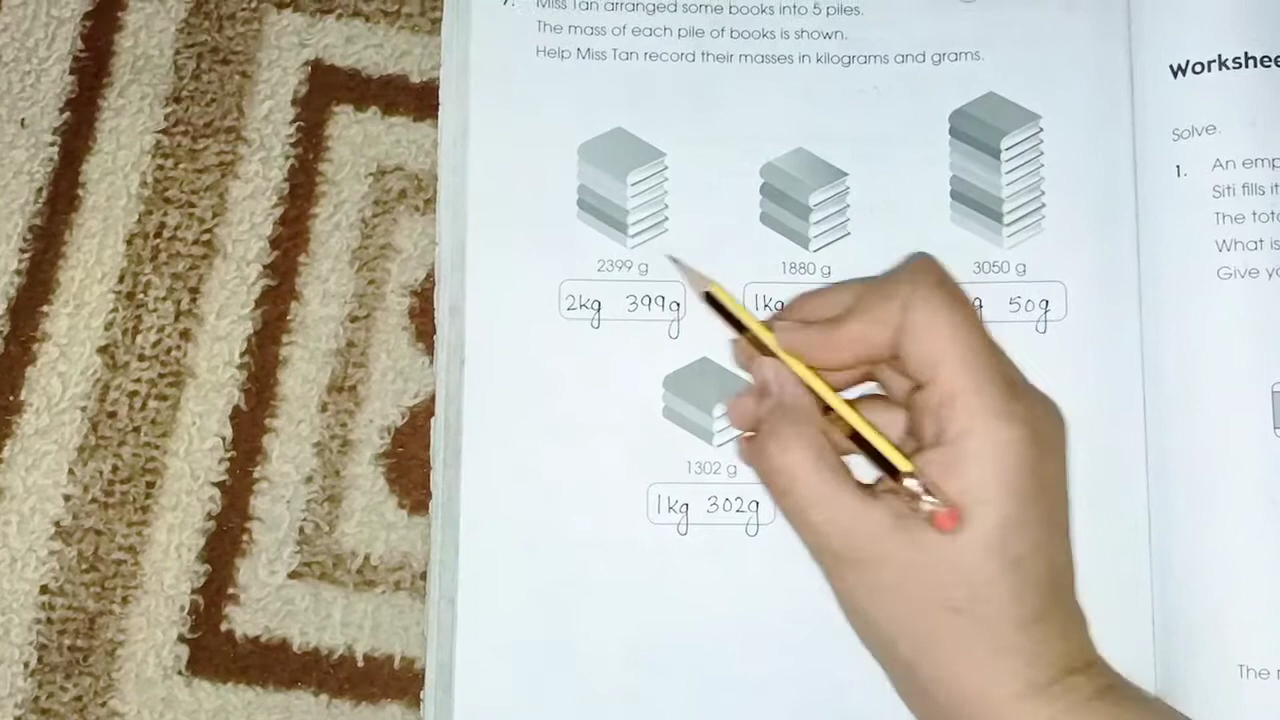 7. Miss Tan arranged some books into 5 piles.
The mass of each pile of books is shown.
Help Miss Tan record their masses in kilograms and grams.
2399 g
1880 g
3050 g
2kg 399g
1kg
50g
1302 g
1kg 302g
Workshee
Solve.
1. An emp
Siti fills it
The tota
What is
Give yo
The